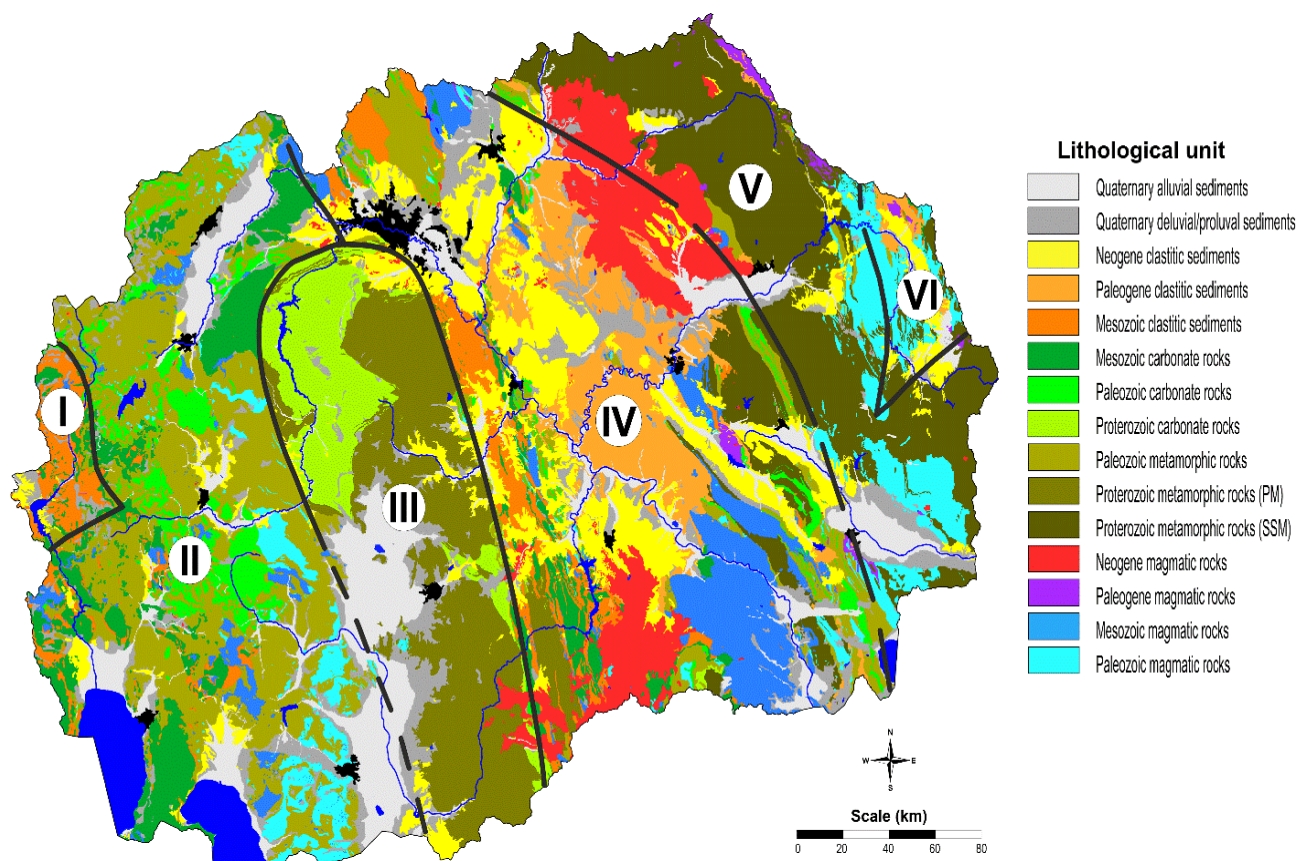 I
II
III
IV
V
VI
Lithological unit
Quaternary alluvial sediments
Quaternary deluvial/proluval sediments
Neogene clastitic sediments
Paleogene clastitic sediments
Mesozoic clastitic sediments
Mesozoic carbonate rocks
Paleozoic carbonate rocks
Proterozoic carbonate rocks
Paleozoic metamorphic rocks
Proterozoic metamorphic rocks (PM)
Proterozoic metamorphic rocks (SSM)
Neogene magmatic rocks
Paleogene magmatic rocks
Mesozoic magmatic rocks
Paleozoic magmatic rocks
N
W E
S
Scale (km)
0 20 40 60 80